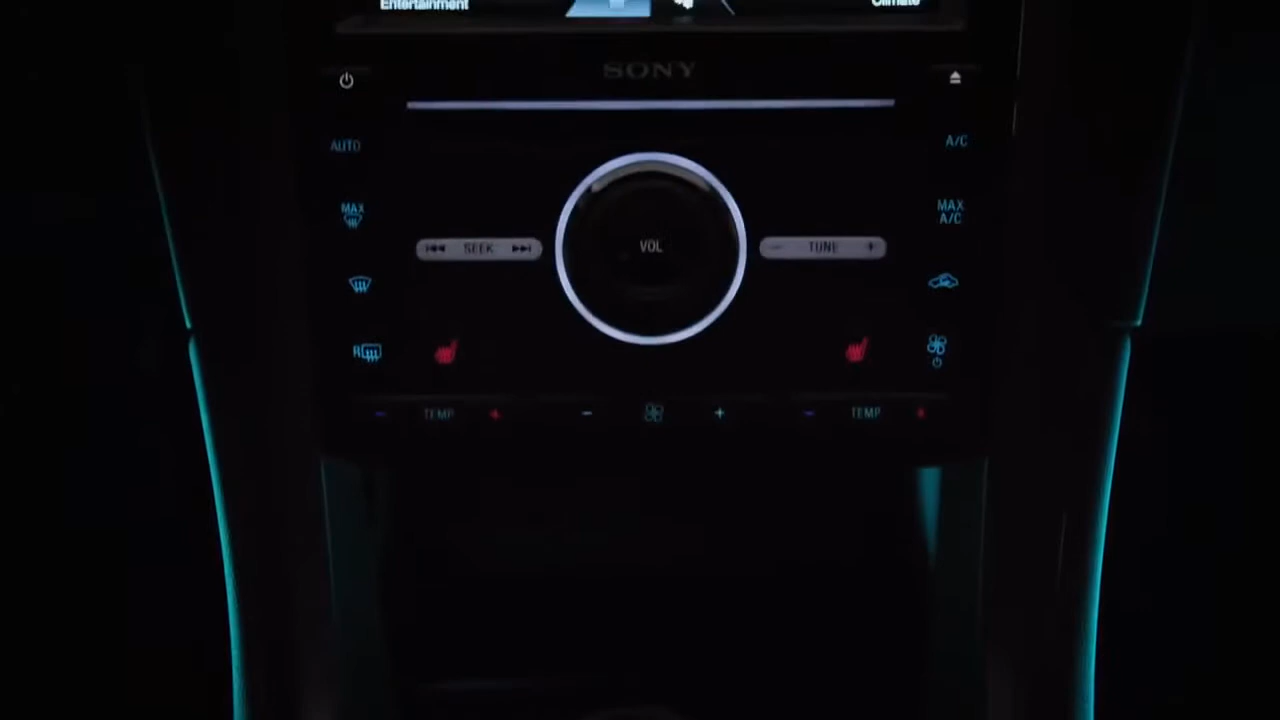 Entertainment
Climate
SONY
AUTO
A/C
MAX
MAX
A/C
SEEK
VOL
- TUNE +
R
- TEMP +
- +
- TEMP +